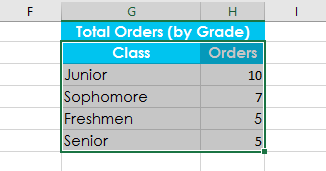 F G H I
Total Orders (by Grade)
Class Orders
Junior 10
Sophomore 7
Freshmen 5
Senior 5